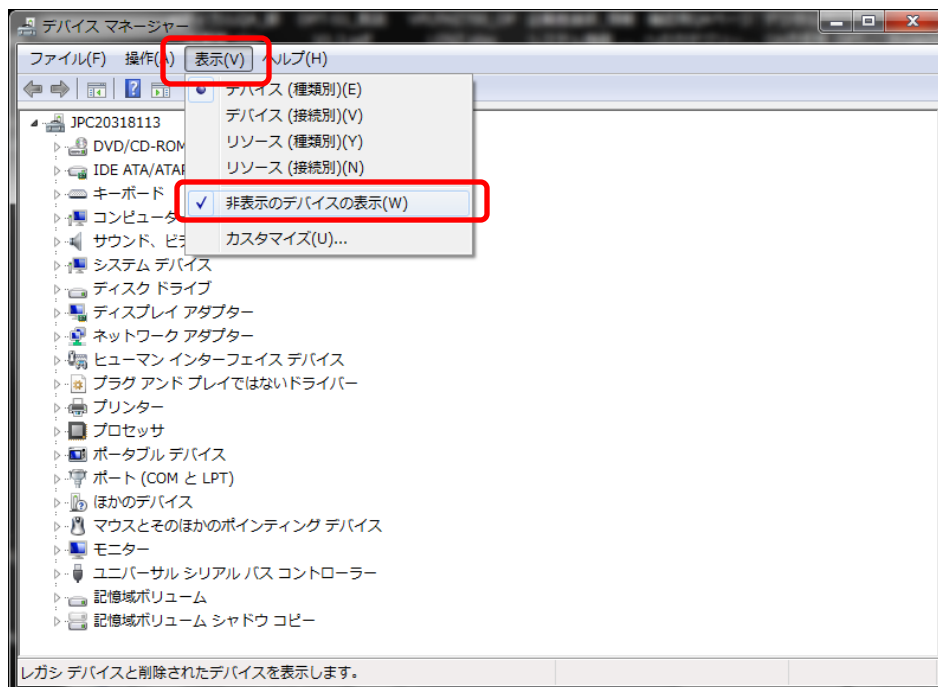 デバイス マネージャー
ファイル(F) 操作(A) 表示(V) ヘルプ(H)
デバイス (種類別)(E)
デバイス (接続別)(V)
リソース (種類別)(Y)
リソース (接続別)(N)
非表示のデバイスの表示(W)
カスタマイズ(U)...
JPC20318113
DVD/CD-ROM
IDE ATA/ATAP
キーボード
コンピューター
サウンド、ビデ
システム デバイス
ディスク ドライブ
ディスプレイ アダプター
ネットワーク アダプター
ヒューマン インターフェイス デバイス
プラグ アンド プレイではないドライバー
プリンター
プロセッサ
ポータブル デバイス
ポート (COM と LPT)
ほかのデバイス
マウスとそのほかのポインティング デバイス
モニター
ユニバーサル シリアル バス コントローラー
記憶域ボリューム
記憶域ボリューム シャドウ コピー
レガシ デバイスと削除されたデバイスを表示します。